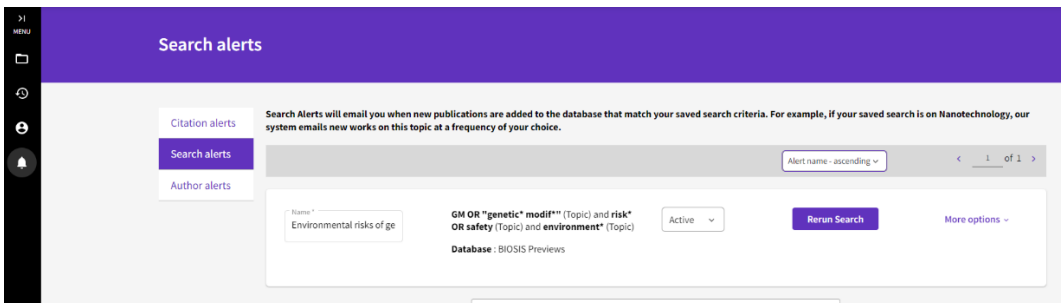 MENU
Search alerts
Citation alerts
Search alerts
Author alerts
Search Alerts will email you when new publications are added to the database that match your saved search criteria. For example, if your saved search is on Nanotechnology, our
system emails new works on this topic at a frequency of your choice.
Alert name - ascending
1 of 1
Name *
Environmental risks of ge
GM OR "genetic* modif*" (Topic) and risk*
OR safety (Topic) and environment* (Topic)
Database : BIOSIS Previews
Active
Rerun Search
More options